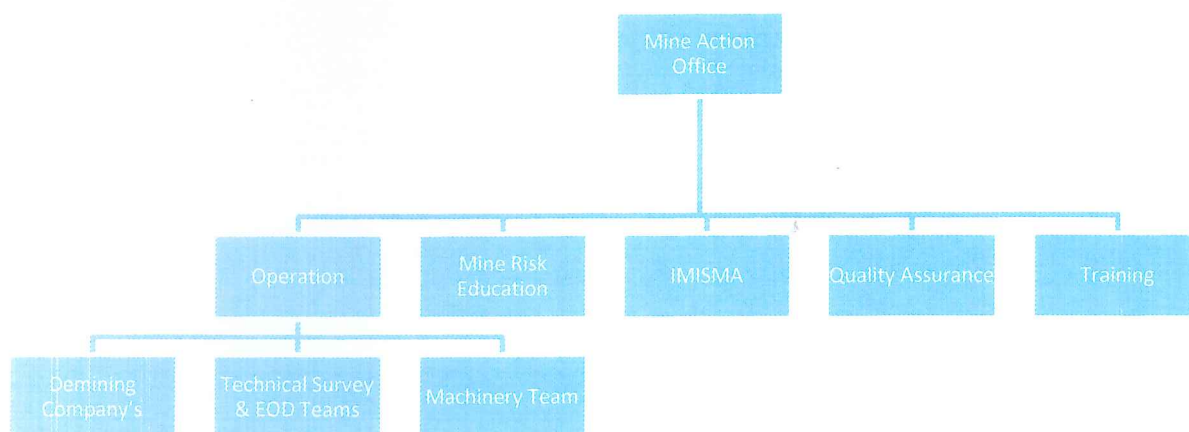 Mine Action
Office
Operation
Mine Risk
Education
IMISMA
Quality Assurance
Training
Demining
Company's
Technical Survey
& EOD Teams
Machinery Team